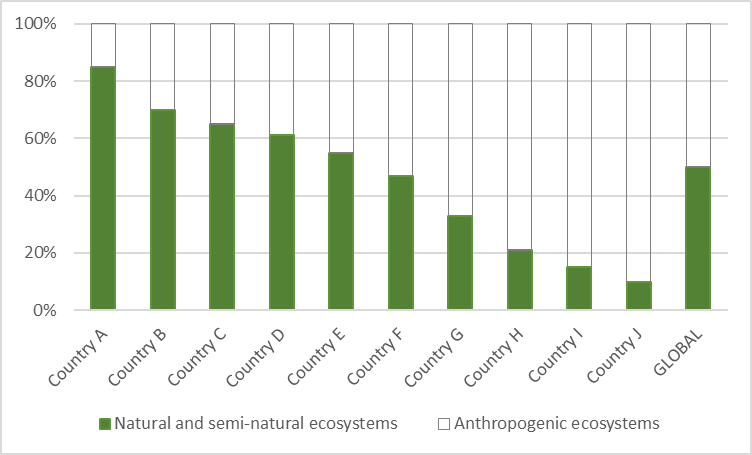 100%
80%
60%
40%
20%
0%
Country A
Country B
Country C
Country D
Country E
Country F
Country G
Country H
Country I
Country J
GLOBAL
Natural and semi-natural ecosystems
Anthropogenic ecosystems